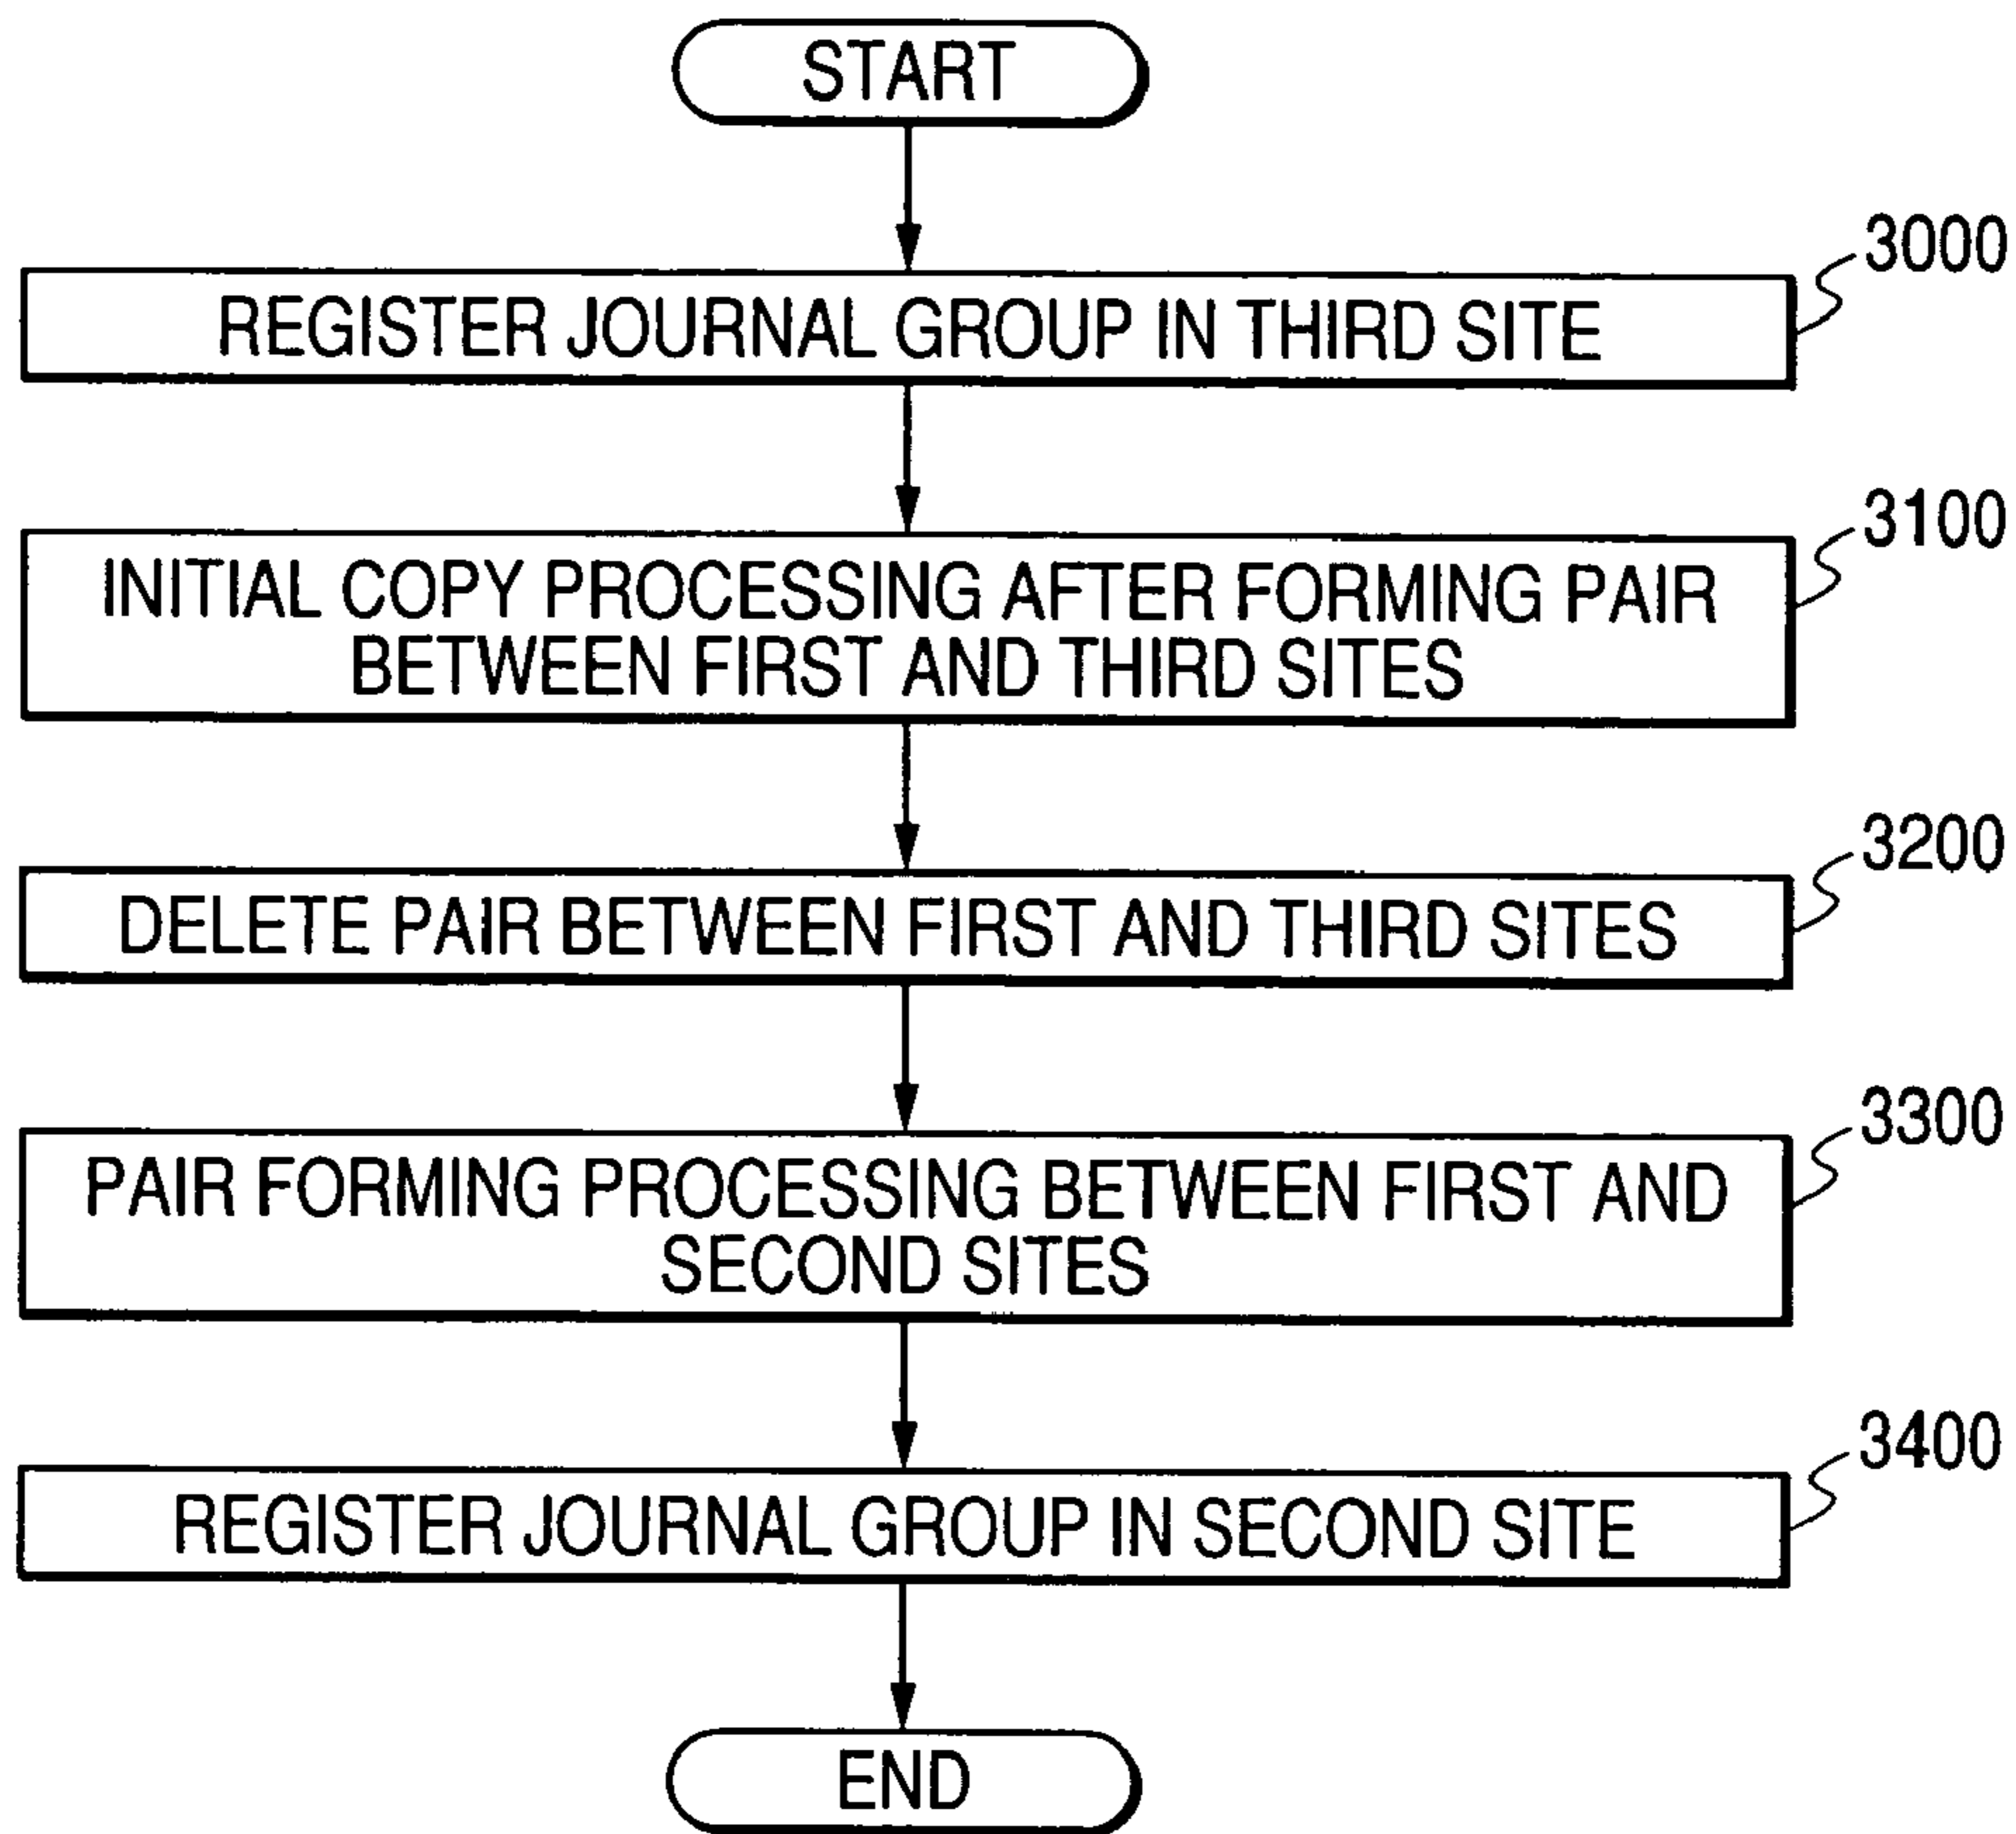 START
3000
REGISTER JOURNAL GROUP IN THIRD SITE
3100
INITIAL COPY PROCESSING AFTER FORMING PAIR
BETWEEN FIRST AND THIRD SITES
3200
DELETE PAIR BETWEEN FIRST AND THIRD SITES
3300
PAIR FORMING PROCESSING BETWEEN FIRST AND
SECOND SITES
3400
REGISTER JOURNAL GROUP IN SECOND SITE
END